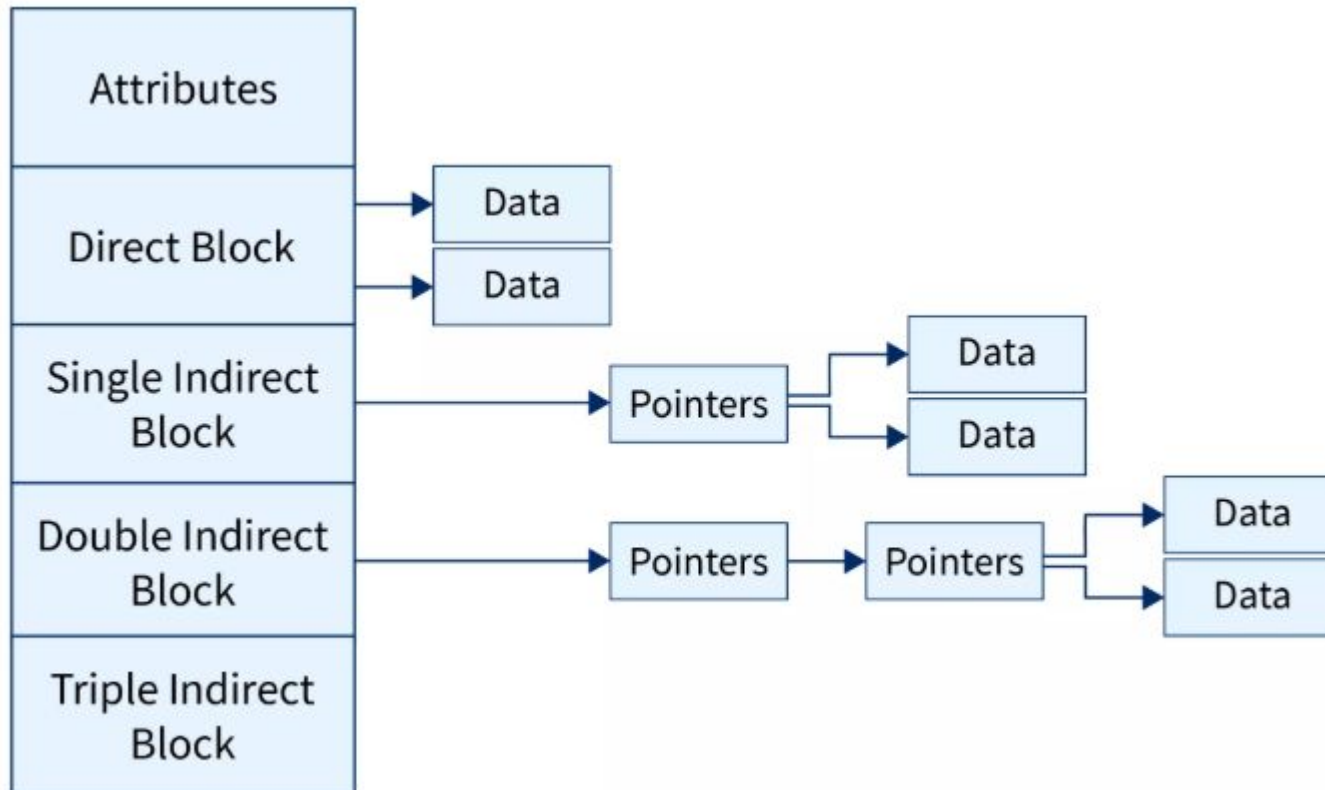 Attributes
Direct Block
Data
Data
Single Indirect
Block
Pointers
Data
Data
Double Indirect
Block
Pointers
Pointers
Data
Data
Triple Indirect
Block